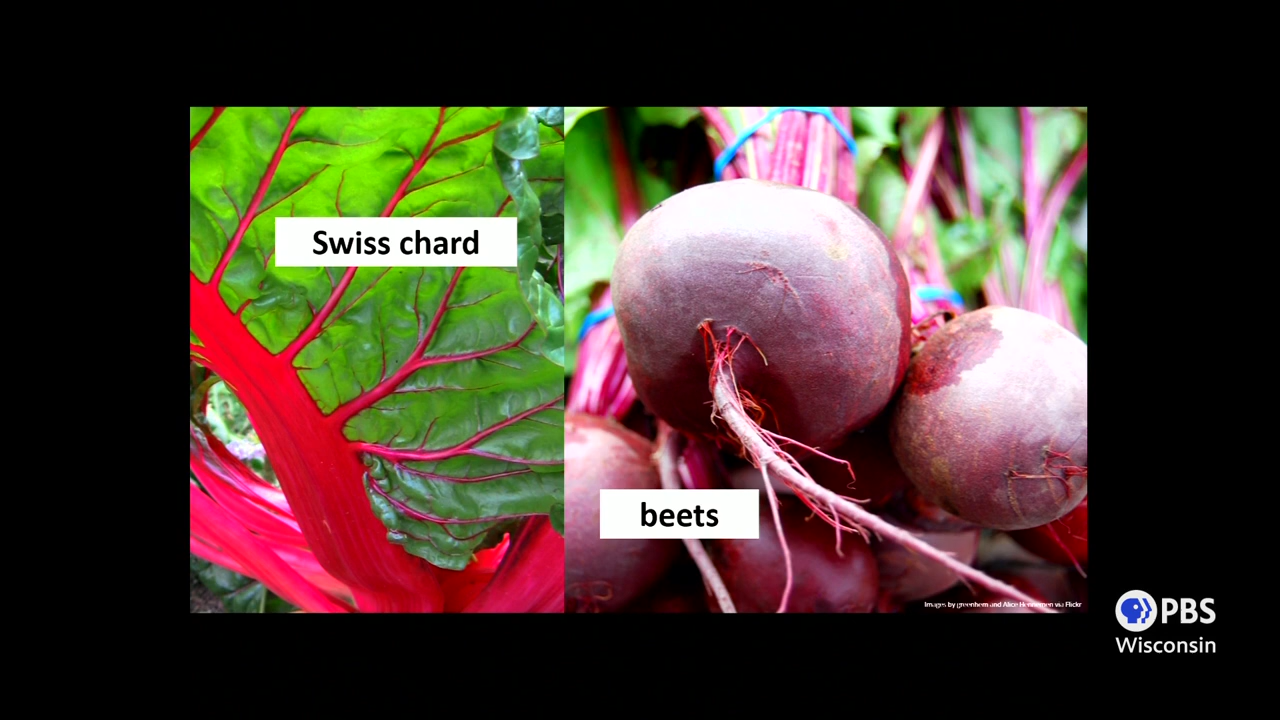 Swiss chard
beets
Images by greenhem and Alice Henneman via Flickr
PBS
Wisconsin